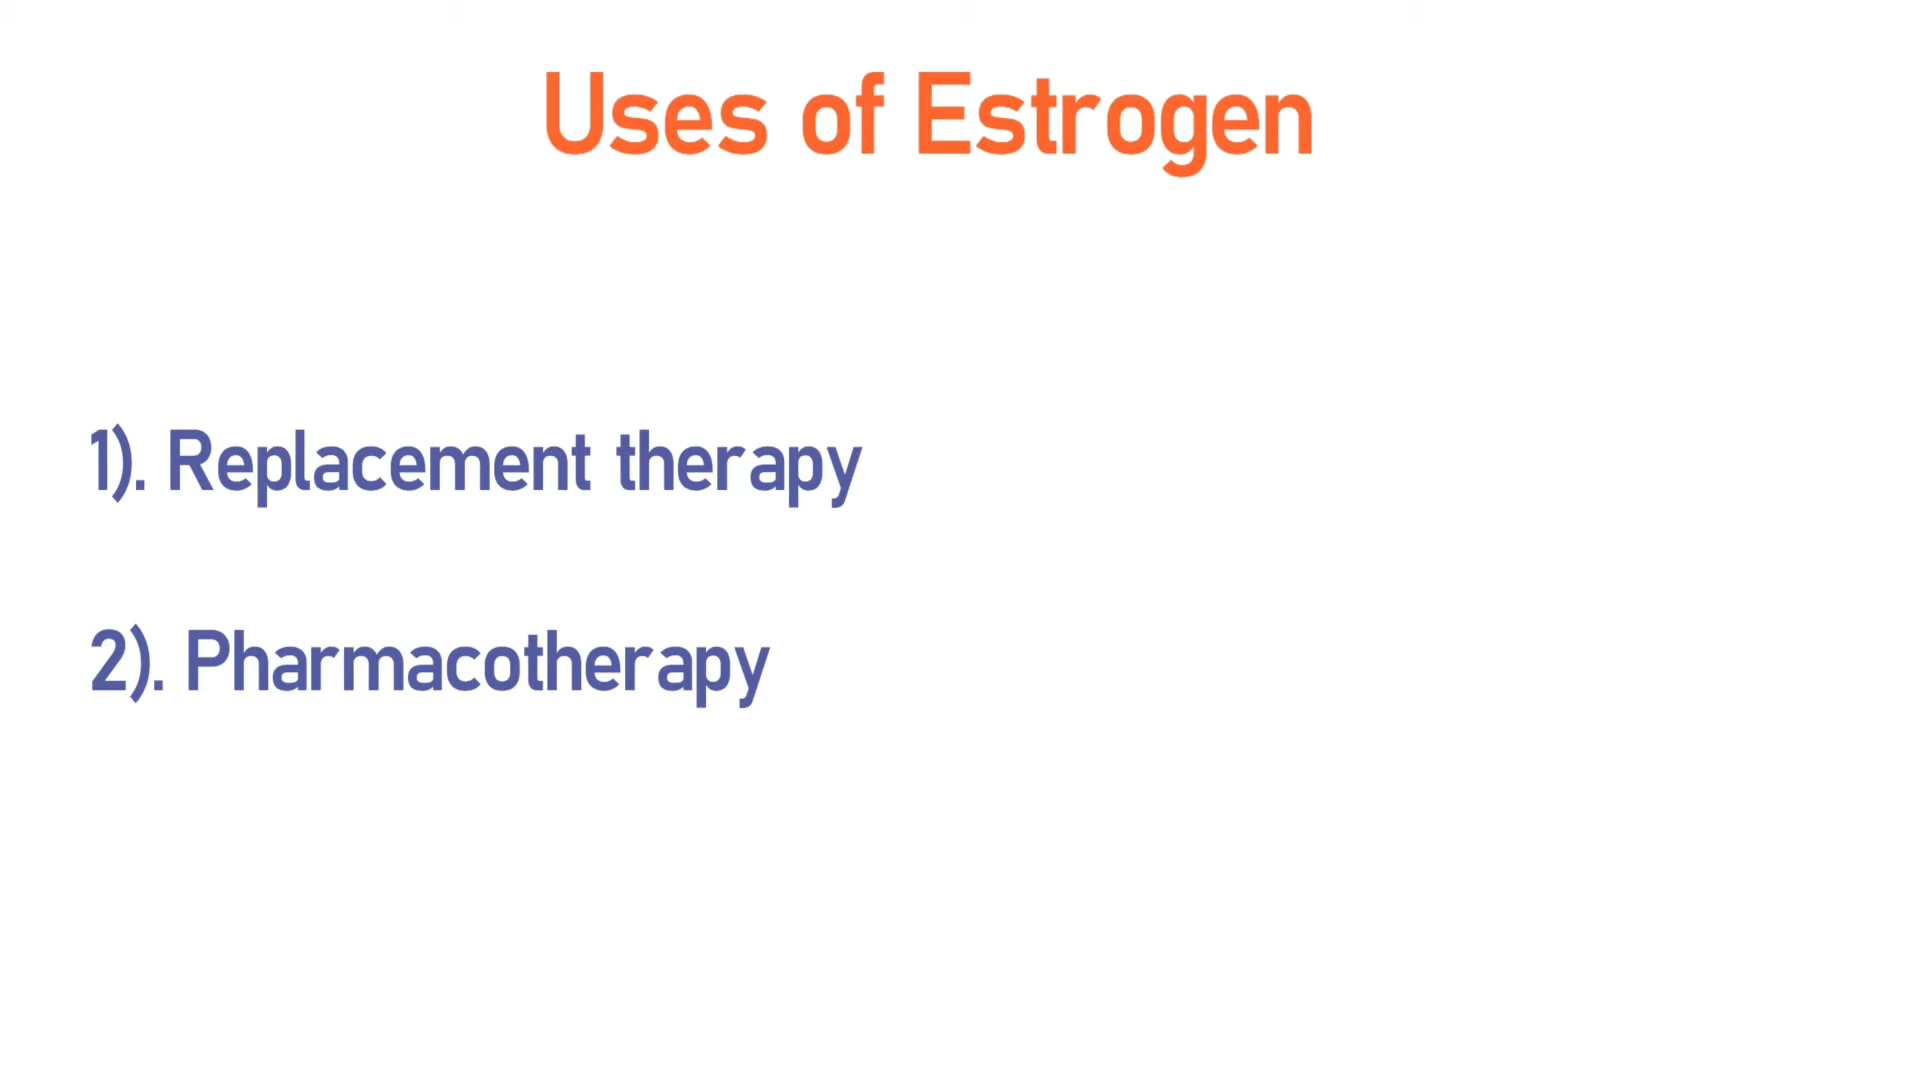 Uses of Estrogen
1). Replacement therapy
2). Pharmacotherapy